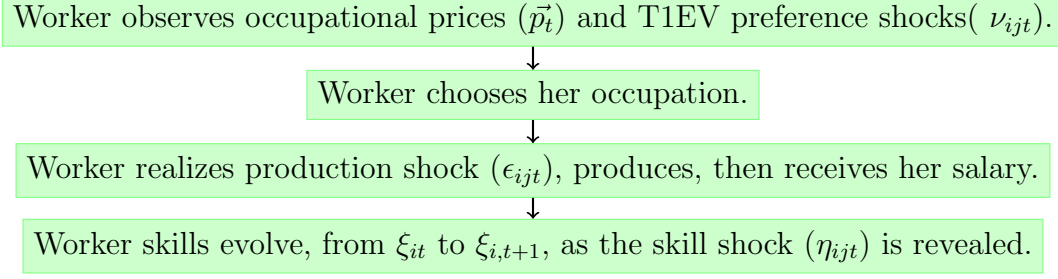 Worker observes occupational prices ($\vec{p_t}$) and T1EV preference shocks( $\nu_{ijt}$).
Worker chooses her occupation.
Worker realizes production shock ($\epsilon_{ijt}$), produces, then receives her salary.
Worker skills evolve, from $\xi_{it}$ to $\xi_{i,t+1}$, as the skill shock ($\eta_{ijt}$) is revealed.